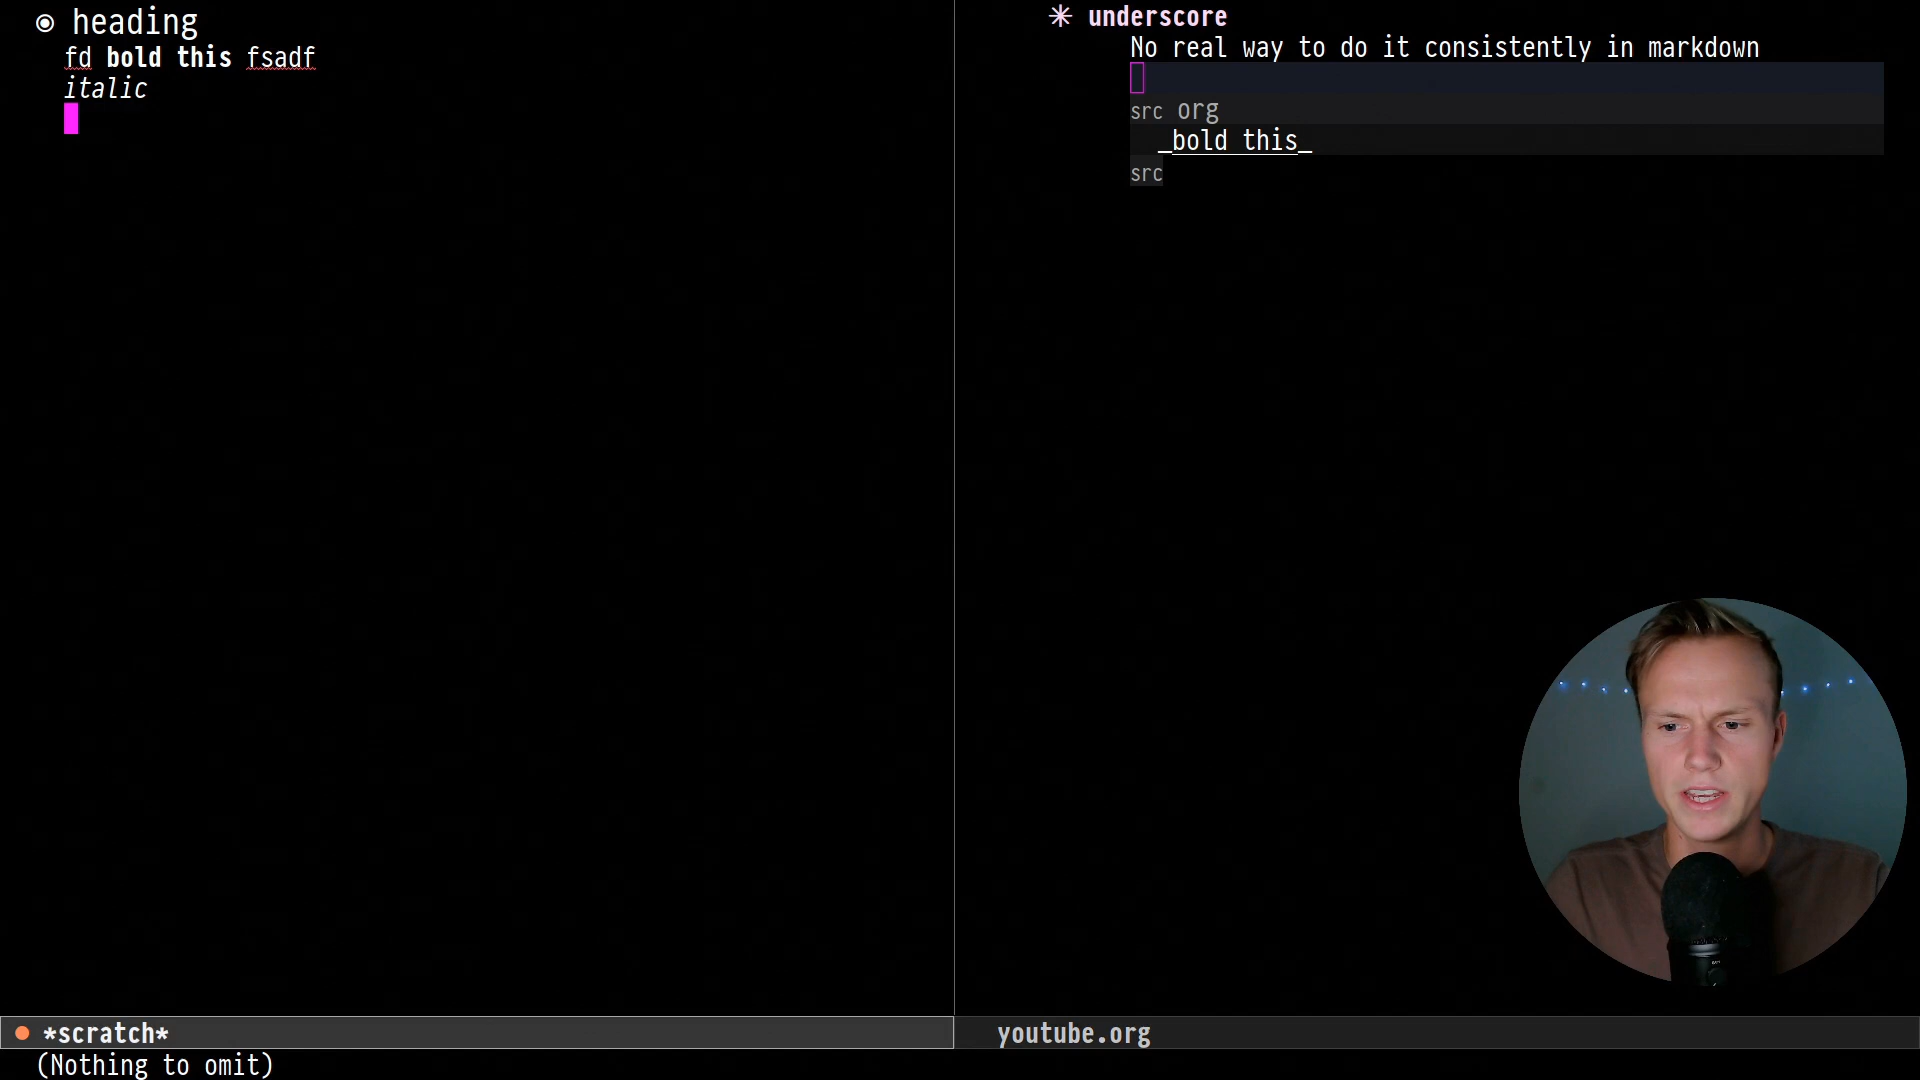 heading
fd bold this fsadf
italic
underscore
No real way to do it consistently in markdown
src org
_bold this_
src
*scratch*
youtube.org
(Nothing to omit)